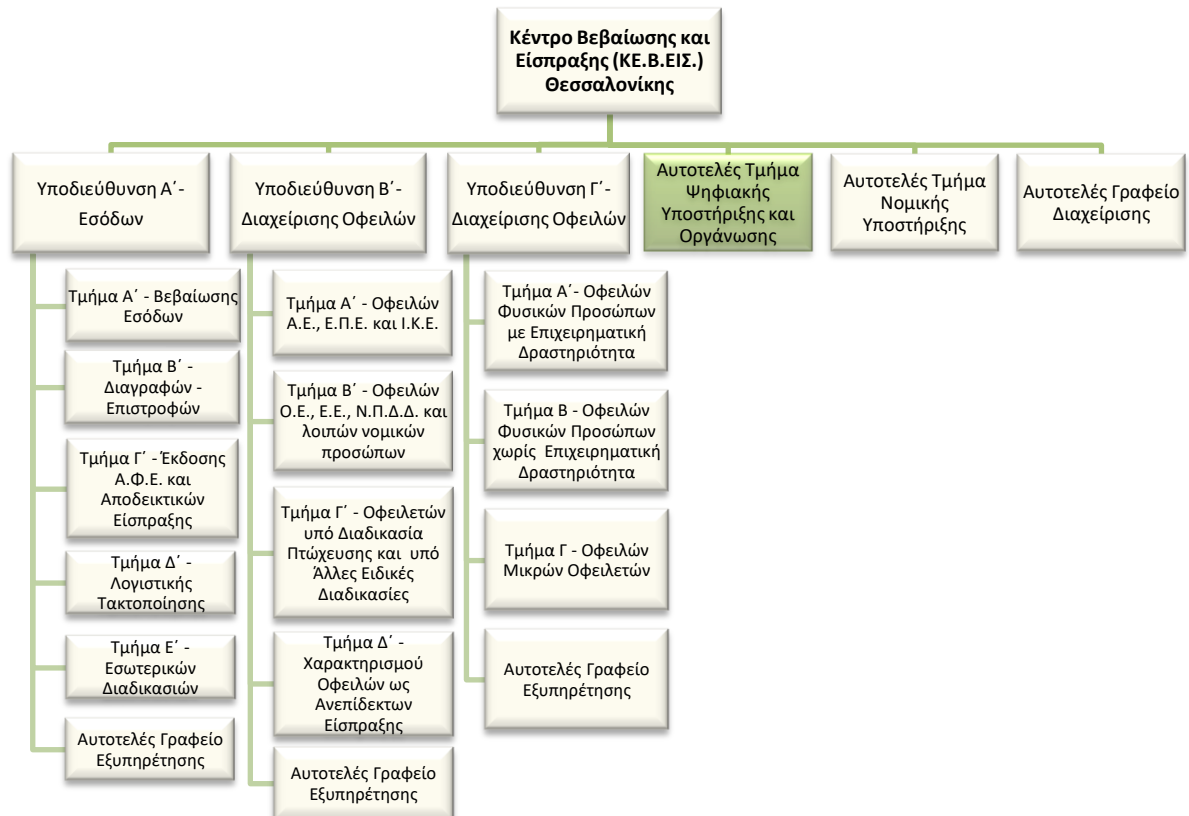 Κέντρο Βεβαίωσης και
Είσπραξης (ΚΕ.Β.ΕΙΣ.)
Θεσσαλονίκης
Υποδιεύθυνση Α΄-
Εσόδων
Υποδιεύθυνση Β΄-
Διαχείρισης Οφειλών
Υποδιεύθυνση Γ΄-
Διαχείρισης Οφειλών
Αυτοτελές Τμήμα
Ψηφιακής
Υποστήριξης και
Οργάνωσης
Αυτοτελές Τμήμα
Νομικής
Υποστήριξης
Αυτοτελές Γραφείο
Διαχείρισης
Τμήμα Α΄ - Βεβαίωσης
Εσόδων
Τμήμα Β΄ -
Διαγραφών -
Επιστροφών
Τμήμα Γ΄ - Έκδοσης
Α.Φ.Ε. και
Αποδεικτικών
Είσπραξης
Τμήμα Δ΄ -
Λογιστικής
Τακτοποίησης
Τμήμα Ε΄ -
Εσωτερικών
Διαδικασιών
Αυτοτελές Γραφείο
Εξυπηρέτησης
Τμήμα Α΄ - Οφειλών
Α.Ε., Ε.Π.Ε. και Ι.Κ.Ε.
Τμήμα Β΄ - Οφειλών
Ο.Ε., Ε.Ε., Ν.Π.Δ.Δ. και
λοιπών νομικών
προσώπων
Τμήμα Γ΄ - Οφειλετών
υπό Διαδικασία
Πτώχευσης και υπό
Άλλες Ειδικές
Διαδικασίες
Τμήμα Δ΄ -
Χαρακτηρισμού
Οφειλών ως
Ανεπίδεκτων
Είσπραξης
Αυτοτελές Γραφείο
Εξυπηρέτησης
Τμήμα Α΄- Οφειλών
Φυσικών Προσώπων
με Επιχειρηματική
Δραστηριότητα
Τμήμα Β - Οφειλών
Φυσικών Προσώπων
χωρίς Επιχειρηματική
Δραστηριότητα
Τμήμα Γ - Οφειλών
Μικρών Οφειλετών
Αυτοτελές Γραφείο
Εξυπηρέτησης